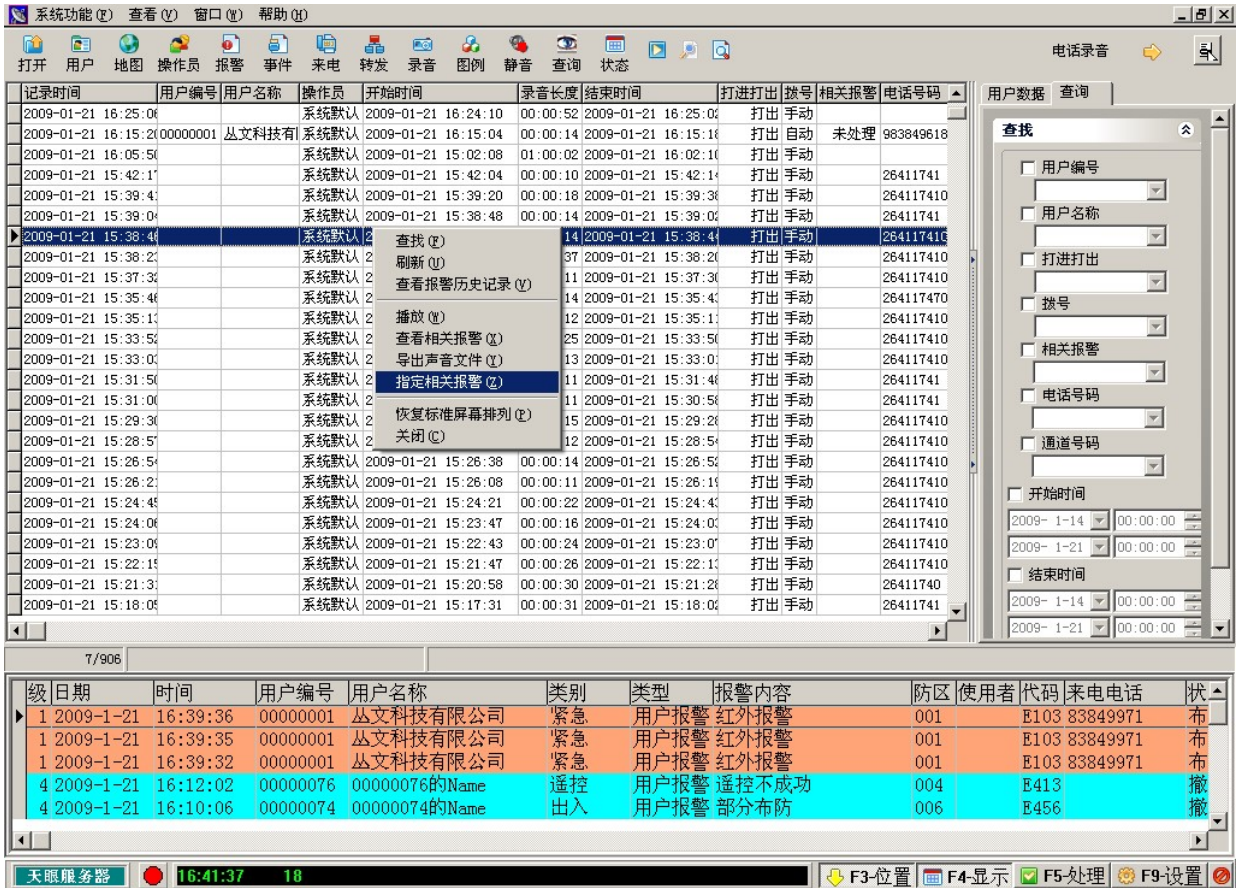 系统功能(F) 查看(V) 窗口(W) 帮助(H)
打开 用户 地图 操作员 报警 事件 来电 转发 录音 图例 静音 查询 状态 电话录音
记录时间 用户编号 用户名称 操作员 开始时间 录音长度 结束时间 打进打出 拨号 相关报警 电话号码
2009-01-21 16:25:0 系统默认 2009-01-21 16:24:10 00:00:52 2009-01-21 16:25:0 打出 手动
2009-01-21 16:15:2 00000001 丛文科技有 系统默认 2009-01-21 16:15:04 00:00:14 2009-01-21 16:15:1 打出 自动 未处理 983849618
2009-01-21 16:05:5 系统默认 2009-01-21 15:02:08 01:00:02 2009-01-21 16:02:1 打出 手动
2009-01-21 15:42:1 系统默认 2009-01-21 15:42:04 00:00:10 2009-01-21 15:42:1 打出 手动 26411741
2009-01-21 15:39:4 系统默认 2009-01-21 15:39:20 00:00:18 2009-01-21 15:39:3 打出 手动 264117410
2009-01-21 15:39:0 系统默认 2009-01-21 15:38:48 00:00:14 2009-01-21 15:39:0 打出 手动 26411741
2009-01-21 15:38:4 系统默认 2 14 2009-01-21 15:38:4 打出 手动 264117410
2009-01-21 15:38:2 系统默认 2 37 2009-01-21 15:38:2 打出 手动 264117410
2009-01-21 15:37:3 系统默认 2 11 2009-01-21 15:37:3 打出 手动 264117410
2009-01-21 15:35:4 系统默认 2 14 2009-01-21 15:35:4 打出 手动 264117470
2009-01-21 15:35:1 系统默认 2 12 2009-01-21 15:35:1 打出 手动 264117410
2009-01-21 15:33:5 系统默认 2 25 2009-01-21 15:33:5 打出 手动 264117410
2009-01-21 15:33:0 系统默认 2 13 2009-01-21 15:33:0 打出 手动 264117410
2009-01-21 15:31:5 系统默认 2 11 2009-01-21 15:31:4 打出 手动 26411741
2009-01-21 15:31:0 系统默认 2 11 2009-01-21 15:30:5 打出 手动 264117410
2009-01-21 15:29:3 系统默认 2 15 2009-01-21 15:29:2 打出 手动 264117410
2009-01-21 15:28:5 系统默认 2 12 2009-01-21 15:28:5 打出 手动 264117410
2009-01-21 15:26:5 系统默认 2009-01-21 15:26:38 00:00:14 2009-01-21 15:26:5 打出 手动 264117410
2009-01-21 15:26:2 系统默认 2009-01-21 15:26:08 00:00:11 2009-01-21 15:26:1 打出 手动 264117410
2009-01-21 15:24:4 系统默认 2009-01-21 15:24:21 00:00:22 2009-01-21 15:24:4 打出 手动 264117410
2009-01-21 15:24:0 系统默认 2009-01-21 15:23:47 00:00:16 2009-01-21 15:24:0 打出 手动 264117410
2009-01-21 15:23:0 系统默认 2009-01-21 15:22:43 00:00:24 2009-01-21 15:23:0 打出 手动 264117410
2009-01-21 15:22:1 系统默认 2009-01-21 15:21:47 00:00:26 2009-01-21 15:22:1 打出 手动 264117410
2009-01-21 15:21:3 系统默认 2009-01-21 15:20:58 00:00:30 2009-01-21 15:21:2 打出 手动 26411740
2009-01-21 15:18:0 系统默认 2009-01-21 15:17:31 00:00:31 2009-01-21 15:18:0 打出 手动 26411741
查找(F)
刷新(U)
查看报警历史记录(V)
播放(W)
查看相关报警(X)
导出声音文件(Y)
指定相关报警(Z)
恢复标准屏幕排列(P)
关闭(C)
用户数据 查询
查找
用户编号
用户名称
打进打出
拨号
相关报警
电话号码
通道号码
开始时间
2009- 1-14 00:00:00
2009- 1-21 00:00:00
结束时间
2009- 1-14 00:00:00
2009- 1-21 00:00:00
7/906
级 日期 时间 用户编号 用户名称 类别 类型 报警内容 防区 使用者 代码 来电电话 状
1 2009-1-21 16:39:36 00000001 丛文科技有限公司 紧急 用户报警 红外报警 001 E103 83849971 布
1 2009-1-21 16:39:35 00000001 丛文科技有限公司 紧急 用户报警 红外报警 001 E103 83849971 布
1 2009-1-21 16:39:32 00000001 丛文科技有限公司 紧急 用户报警 红外报警 001 E103 83849971 布
4 2009-1-21 16:12:02 00000076 00000076的Name 遥控 用户报警 遥控不成功 004 E413 撤
4 2009-1-21 16:10:06 00000074 00000074的Name 出入 用户报警 部分布防 006 E456 撤
天眼服务器 16:41:37 18 F3-位置 F4-显示 F5-处理 F9-设置